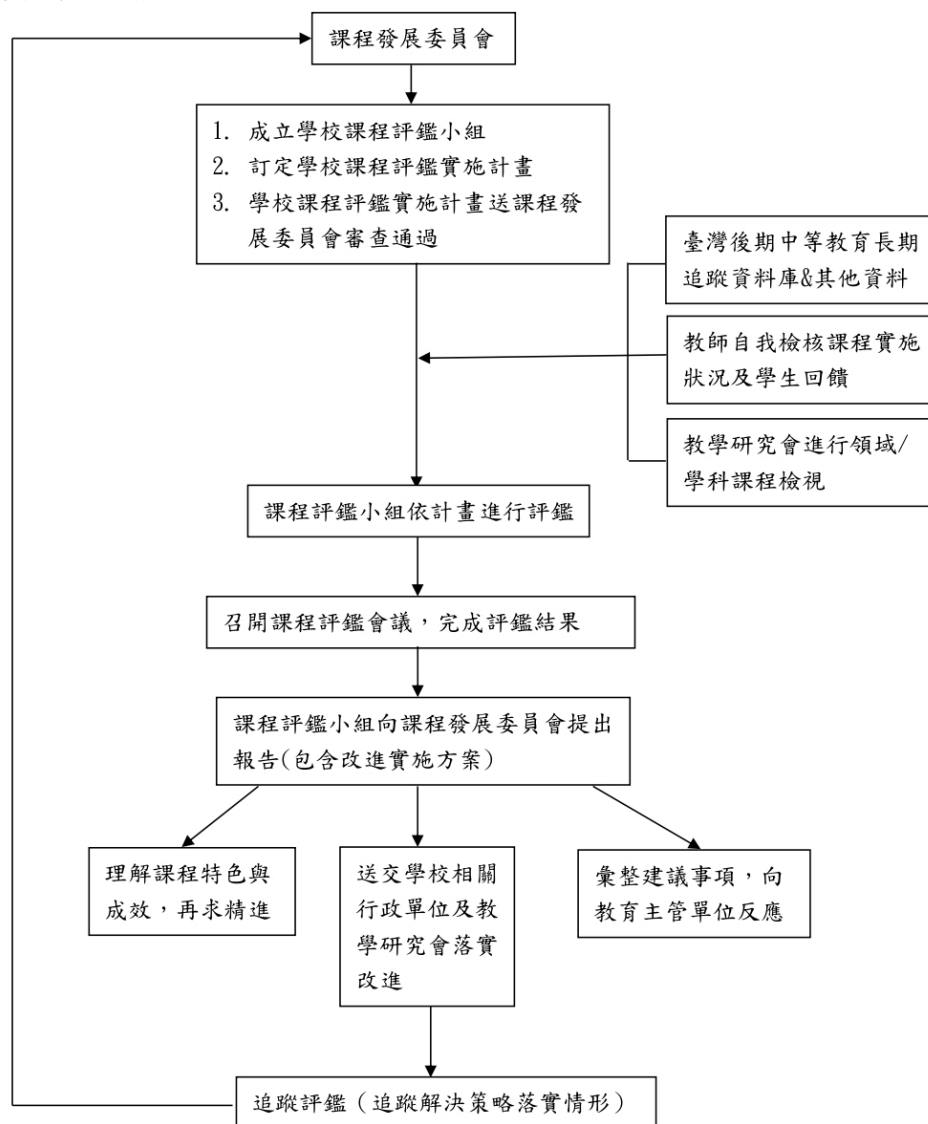 課程發展委員會
1. 成立學校課程評鑑小組
2. 訂定學校課程評鑑實施計畫
3. 學校課程評鑑實施計畫送課程發
展委員會審查通過
臺灣後期中等教育長期
追蹤資料庫&其他資料
教師自我檢核課程實施
狀況及學生回饋
教學研究會進行領域/
學科課程檢視
課程評鑑小組依計畫進行評鑑
召開課程評鑑會議，完成評鑑結果
課程評鑑小組向課程發展委員會提出
報告(包含改進實施方案)
理解課程特色與
成效，再求精進
送交學校相關
行政單位及教
學研究會落實
改進
彙整建議事項，向
教育主管單位反應
追蹤評鑑（追蹤解決策略落實情形）